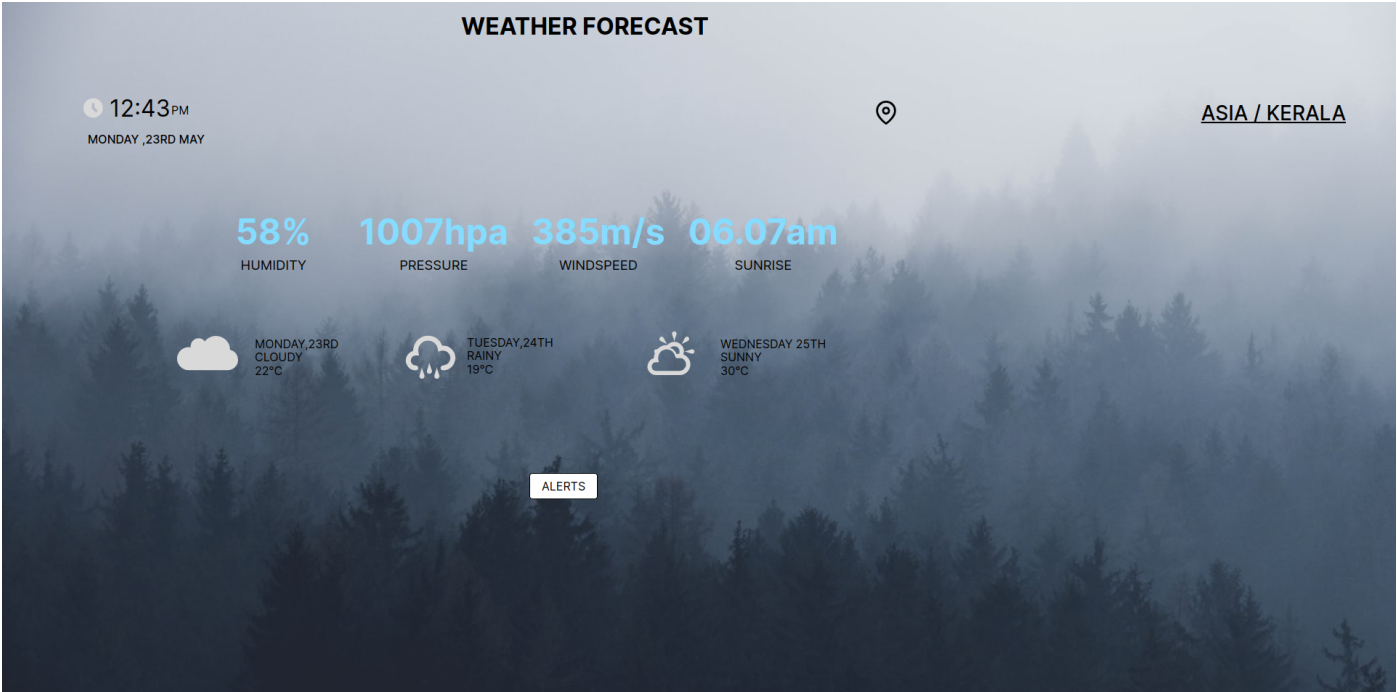 WEATHER FORECAST
12:43PM
ASIA / KERALA
MONDAY ,23RD MAY
58%
1007hpa
385m/s
06.07am
HUMIDITY
PRESSURE
WINDSPEED
SUNRISE
MONDAY,23RD
CLOUDY
22°C
TUESDAY,24TH
RAINY
19°C
WEDNESDAY 25TH
SUNNY
30°C
ALERTS